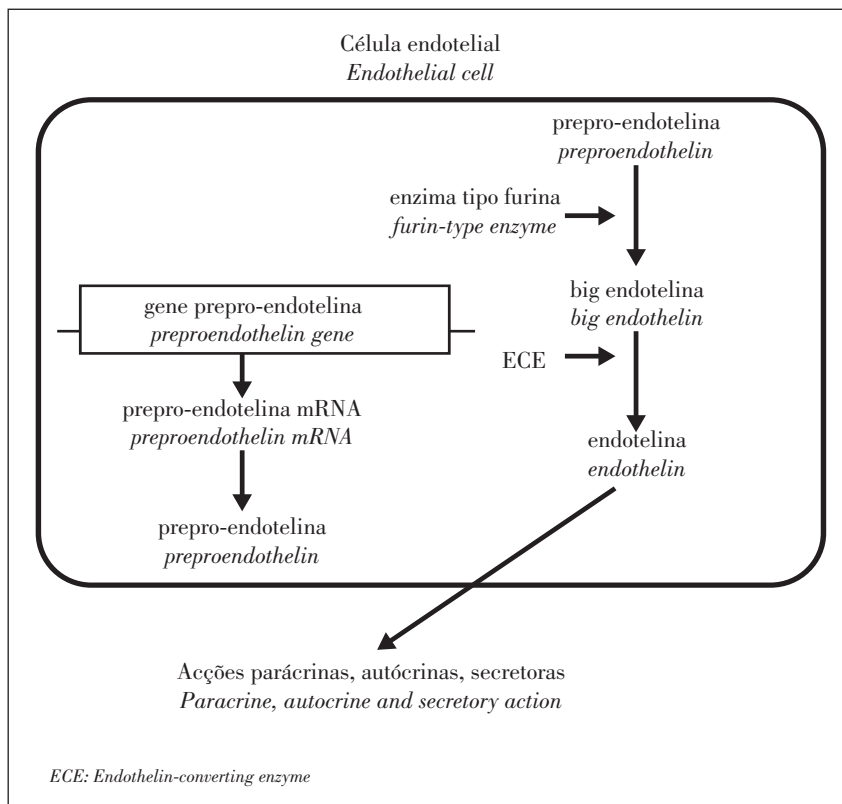 Célula endotelial
Endothelial cell
prepro-endotelina
preproendothelin
enzima tipo furina
furin-type enzyme
big endotelina
big endothelin
ECE
endotelina
endothelin
gene prepro-endotelina
preproendothelin gene
prepro-endotelina mRNA
preproendothelin mRNA
prepro-endotelina
preproendothelin
Acções parácrinas, autócrinas, secretoras
Paracrine, autocrine and secretory action
ECE: Endothelin-converting enzyme